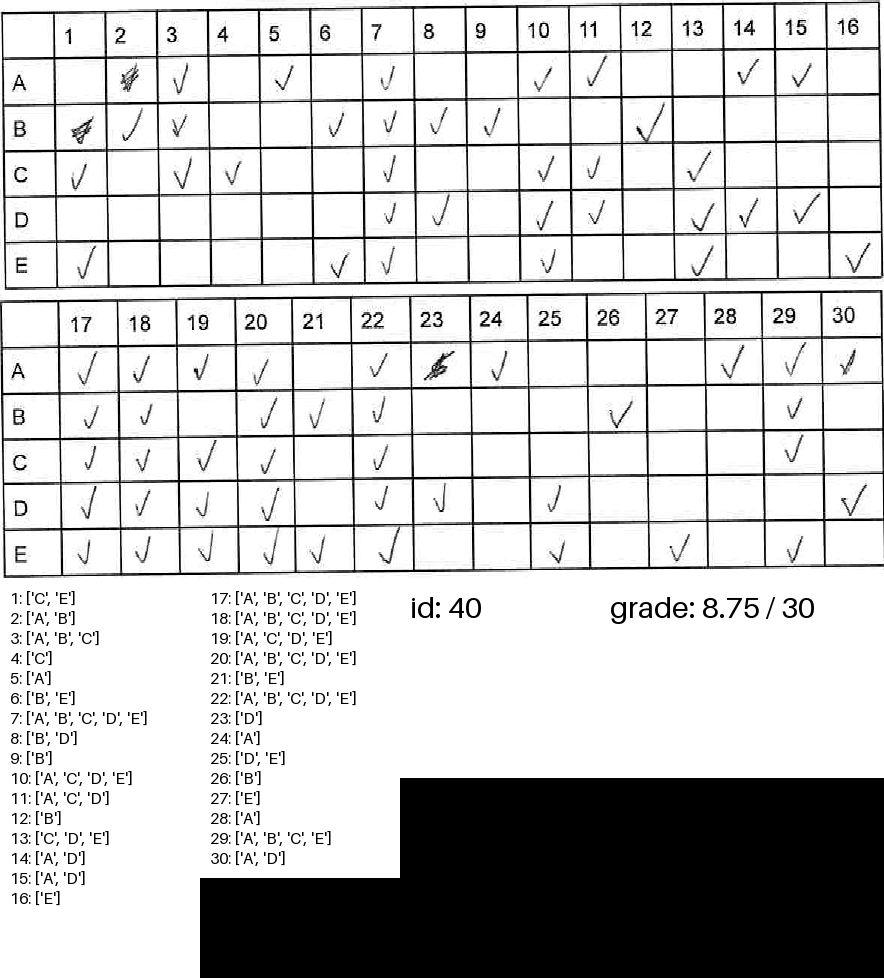 1 2 3 4 5 6 7 8 9 10 11 12 13 14 15 16
A ✓ ✓ ✓ ✓ ✓ ✓ ✓
B ✓ ✓ ✓ ✓ ✓ ✓ ✓
C ✓ ✓ ✓ ✓ ✓ ✓ ✓
D ✓ ✓ ✓ ✓ ✓ ✓ ✓
E ✓ ✓ ✓ ✓ ✓ ✓
17 18 19 20 21 22 23 24 25 26 27 28 29 30
A ✓ ✓ ✓ ✓ ✓ ✓ ✓ ✓ ✓
B ✓ ✓ ✓ ✓ ✓ ✓ ✓
C ✓ ✓ ✓ ✓ ✓ ✓
D ✓ ✓ ✓ ✓ ✓ ✓ ✓ ✓
E ✓ ✓ ✓ ✓ ✓ ✓ ✓ ✓ ✓
1: ['C', 'E']
2: ['A', 'B']
3: ['A', 'B', 'C']
4: ['C']
5: ['A']
6: ['B', 'E']
7: ['A', 'B', 'C', 'D', 'E']
8: ['B', 'D']
9: ['B']
10: ['A', 'C', 'D', 'E']
11: ['A', 'C', 'D']
12: ['B']
13: ['C', 'D', 'E']
14: ['A', 'D']
15: ['A', 'D']
16: ['E']
17: ['A', 'B', 'C', 'D', 'E']
18: ['A', 'B', 'C', 'D', 'E']
19: ['A', 'C', 'D', 'E']
20: ['A', 'B', 'C', 'D', 'E']
21: ['B', 'E']
22: ['A', 'B', 'C', 'D', 'E']
23: ['D']
24: ['A']
25: ['D', 'E']
26: ['B']
27: ['E']
28: ['A']
29: ['A', 'B', 'C', 'E']
30: ['A', 'D']
id: 40
grade: 8.75 / 30